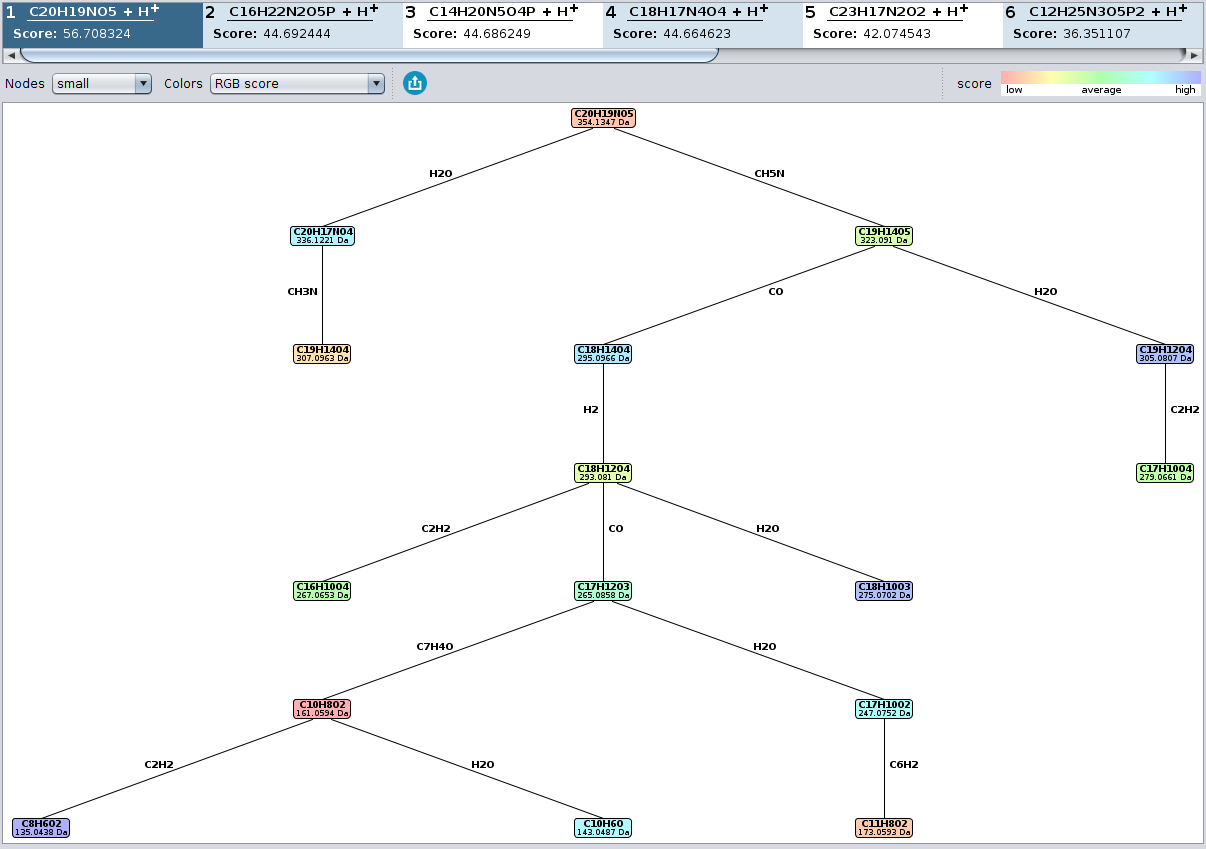 1 C20H19NO5 + H+ 2 C16H22N2O5P + H+ 3 C14H20N5O4P + H+ 4 C18H17N4O4 + H+ 5 C23H17N2O2 + H+ 6 C12H25N3O5P2 + H+
Score: 56.708324 Score: 44.692444 Score: 44.686249 Score: 44.664623 Score: 42.074543 Score: 36.351107
Nodes small Colors RGB score score
low average high
C20H19NO5
354.1347 Da
H2O CH5N
C20H17NO4 C19H14O5
336.1221 Da 323.091 Da
CH3N CO H2O
C19H14O4 C18H14O4 C19H12O4
307.0963 Da 295.0966 Da 305.0807 Da
H2 C2H2
C18H12O4 C17H10O4
293.081 Da 279.0661 Da
C2H2 CO H2O
C16H10O4 C17H12O3 C18H10O3
267.0653 Da 265.0858 Da 275.0702 Da
C7H4O H2O
C10H8O2 C17H10O2
161.0594 Da 247.0752 Da
C2H2 H2O C6H2
C8H6O2 C10H6O C11H8O2
135.0438 Da 143.0487 Da 173.0593 Da